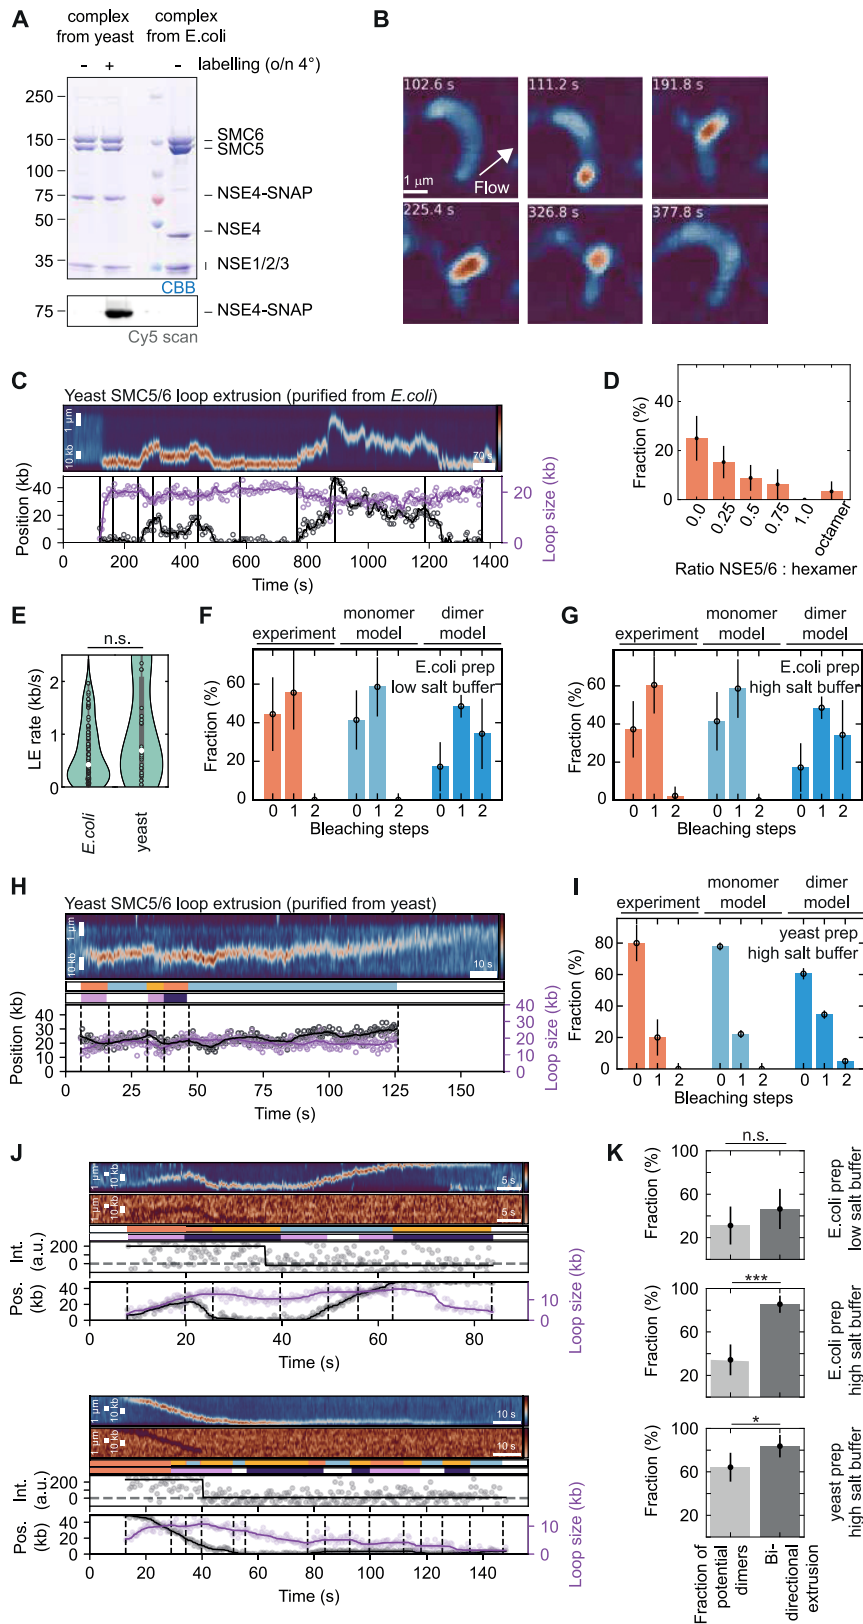 A
complex from yeast
complex from E.coli
- + - labelling (o/n 4°)
250
150
100
75
50
35
SMC6
SMC5
NSE4-SNAP
NSE4
NSE1/2/3
CBB
75
NSE4-SNAP
Cy5 scan
B
102.6 s
111.2 s
191.8 s
1 μm
Flow
225.4 s
326.8 s
377.8 s
C
Yeast SMC5/6 loop extrusion (purified from E.coli)
1 μm
10 kb
70 s
Position (kb)
40
20
0
20
0
Loop size (kb)
0 200 400 600 800 1000 1200 1400
Time (s)
D
Fraction (%)
40
20
0
0.0 0.25 0.5 0.75 1.0 octamer
Ratio NSE5/6 : hexamer
E
n.s.
LE rate (kb/s)
2
1
0
E.coli yeast
F
experiment
monomer model
dimer model
E.coli prep
low salt buffer
Fraction (%)
60
40
20
0
0 1 2 0 1 2 0 1 2
Bleaching steps
G
experiment
monomer model
dimer model
E.coli prep
high salt buffer
Fraction (%)
60
40
20
0
0 1 2 0 1 2 0 1 2
Bleaching steps
H
Yeast SMC5/6 loop extrusion (purified from yeast)
1 μm
10 kb
10 s
Position (kb)
40
30
20
10
0
40
30
20
10
0
Loop size (kb)
0 25 50 75 100 125 150
Time (s)
I
experiment
monomer model
dimer model
yeast prep
high salt buffer
Fraction (%)
80
60
40
20
0
0 1 2 0 1 2 0 1 2
Bleaching steps
J
1 μm
10 kb
5 s
1 μm
10 kb
5 s
Int. (a.u.)
200
0
Pos. (kb)
40
20
0
10
0
Loop size (kb)
0 20 40 60 80
Time (s)
1 μm
10 kb
10 s
1 μm
10 kb
10 s
Int. (a.u.)
200
0
Pos. (kb)
40
20
0
10
0
Loop size (kb)
0 20 40 60 80 100 120 140
Time (s)
K
n.s.
Fraction (%)
100
60
20
E.coli prep
low salt buffer
***
Fraction (%)
100
60
20
E.coli prep
high salt buffer
*
Fraction (%)
100
60
20
yeast prep
high salt buffer
Fraction of potential dimers
Bi-directional extrusion